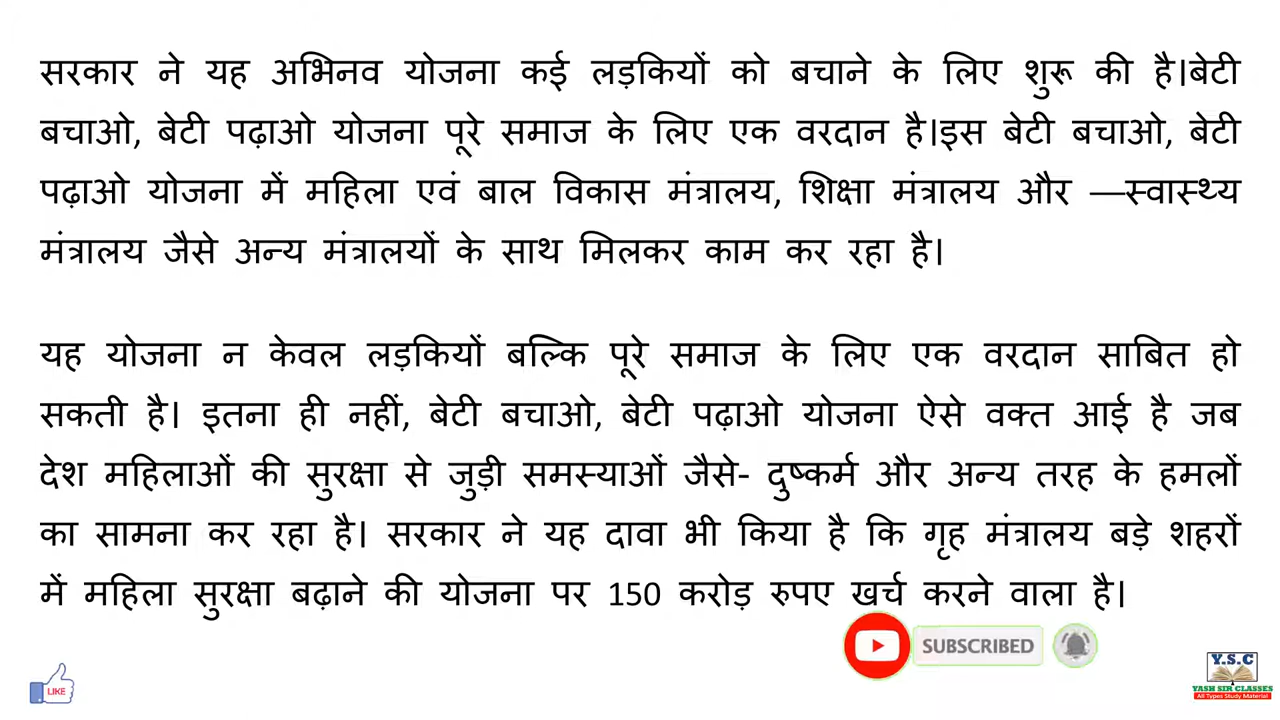 सरकार ने यह अभिनव योजना कई लड़कियों को बचाने के लिए शुरू की है।बेटी
बचाओ, बेटी पढ़ाओ योजना पूरे समाज के लिए एक वरदान है।इस बेटी बचाओ, बेटी
पढ़ाओ योजना में महिला एवं बाल विकास मंत्रालय, शिक्षा मंत्रालय और —स्वास्थ्य
मंत्रालय जैसे अन्य मंत्रालयों के साथ मिलकर काम कर रहा है।
यह योजना न केवल लड़कियों बल्कि पूरे समाज के लिए एक वरदान साबित हो
सकती है। इतना ही नहीं, बेटी बचाओ, बेटी पढ़ाओ योजना ऐसे वक्त आई है जब
देश महिलाओं की सुरक्षा से जुड़ी समस्याओं जैसे- दुष्कर्म और अन्य तरह के हमलों
का सामना कर रहा है। सरकार ने यह दावा भी किया है कि गृह मंत्रालय बड़े शहरों
में महिला सुरक्षा बढ़ाने की योजना पर 150 करोड़ रुपए खर्च करने वाला है।
SUBSCRIBED
LIKE
Y.S.C
YASH SIR CLASSES
All Types Study Material